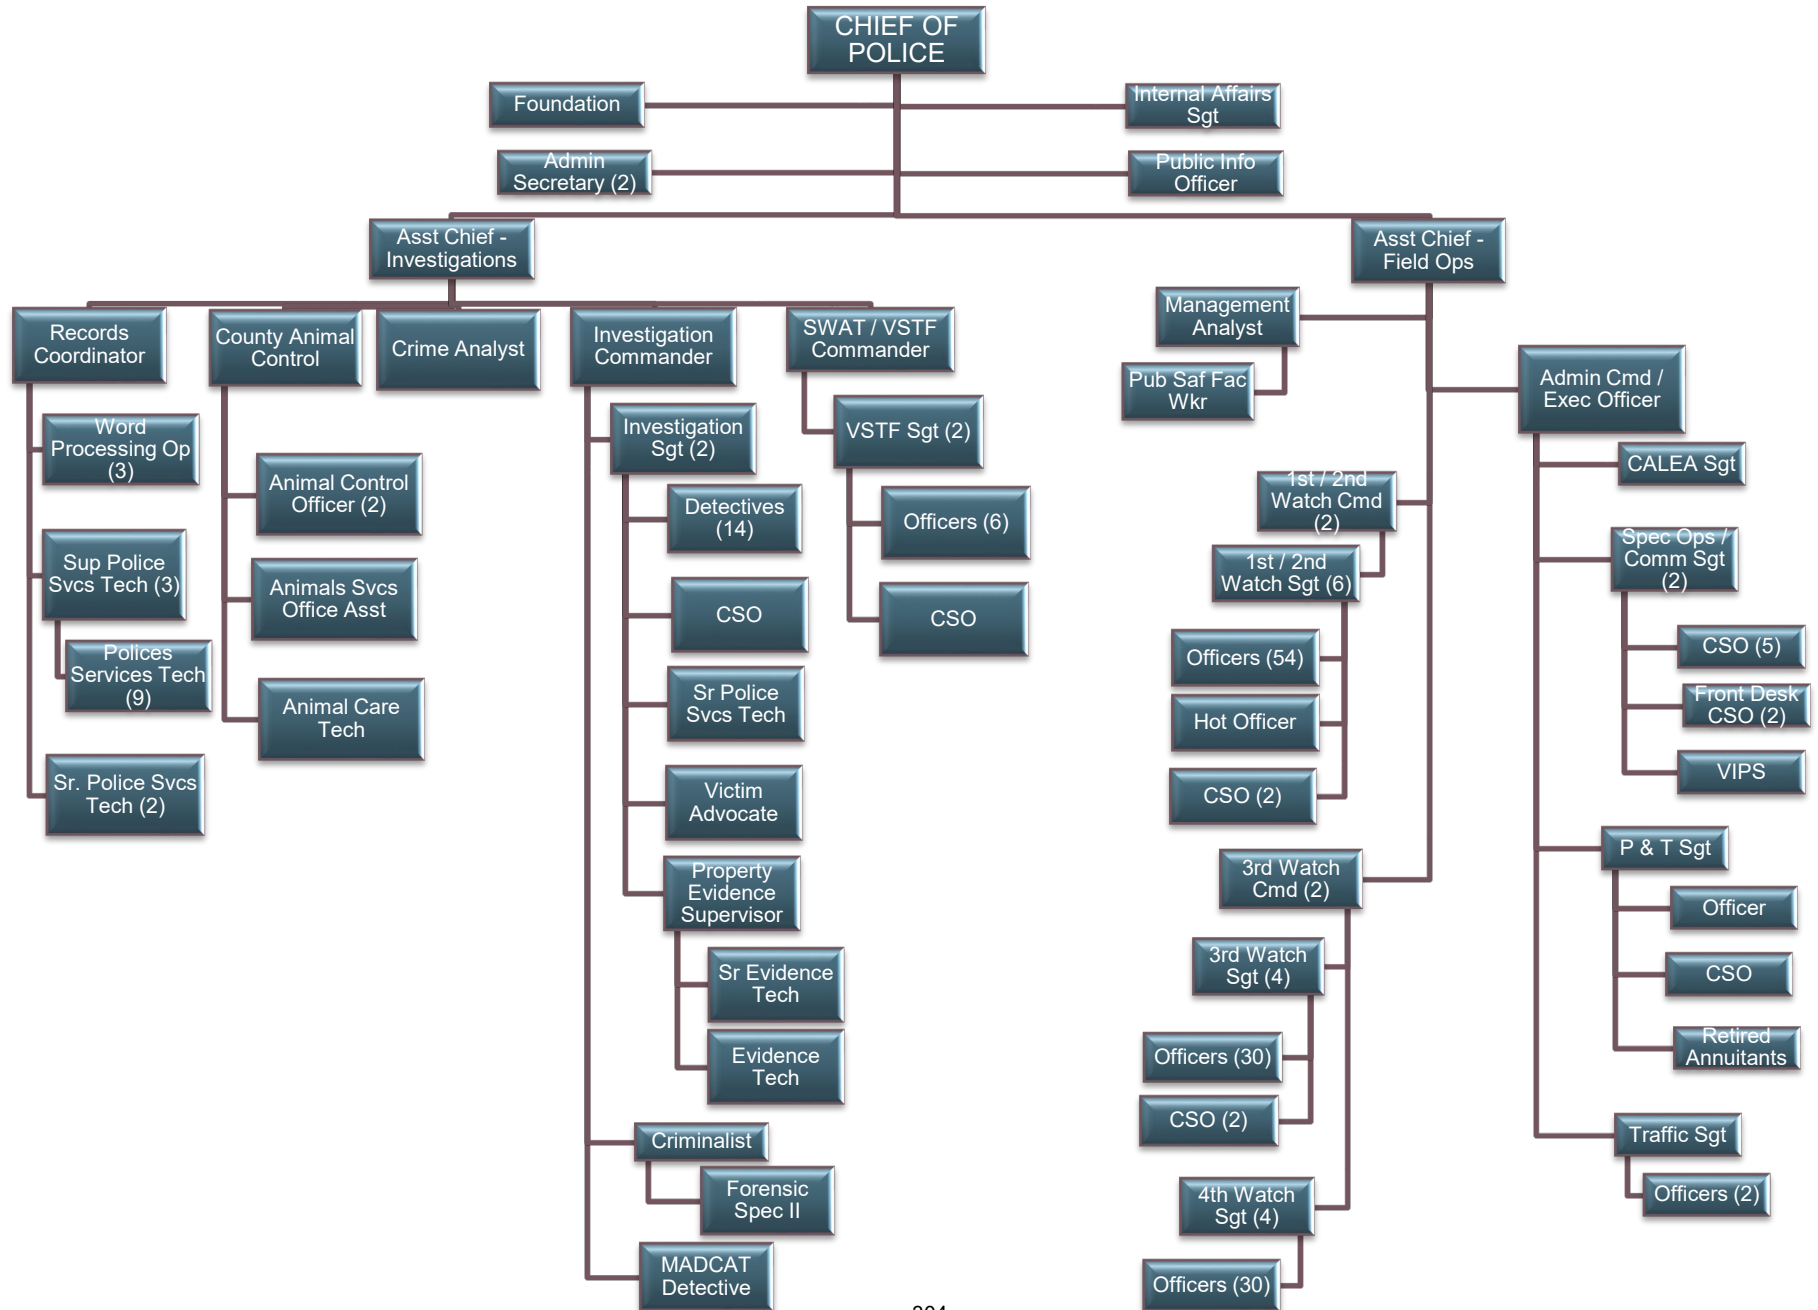 CHIEF OF
POLICE
Foundation
Internal Affairs
Sgt
Admin
Secretary (2)
Public Info
Officer
Asst Chief -
Investigations
Asst Chief -
Field Ops
Records
Coordinator
Word
Processing Op
(3)
Sup Police
Svcs Tech (3)
Polices
Services Tech
(9)
Sr. Police Svcs
Tech (2)
County Animal
Control
Animal Control
Officer (2)
Animals Svcs
Office Asst
Animal Care
Tech
Crime Analyst
Investigation
Commander
Investigation
Sgt (2)
Detectives
(14)
CSO
Sr Police
Svcs Tech
Victim
Advocate
Property
Evidence
Supervisor
Sr Evidence
Tech
Evidence
Tech
Criminalist
Forensic
Spec II
MADCAT
Detective
SWAT / VSTF
Commander
VSTF Sgt (2)
Officers (6)
CSO
Management
Analyst
Pub Saf Fac
Wkr
1st / 2nd
Watch Cmd
(2)
1st / 2nd
Watch Sgt (6)
Officers (54)
Hot Officer
CSO (2)
3rd Watch
Cmd (2)
3rd Watch
Sgt (4)
Officers (30)
CSO (2)
4th Watch
Sgt (4)
Officers (30)
Admin Cmd /
Exec Officer
CALEA Sgt
Spec Ops /
Comm Sgt
(2)
CSO (5)
Front Desk
CSO (2)
VIPS
P & T Sgt
Officer
CSO
Retired
Annuitants
Traffic Sgt
Officers (2)